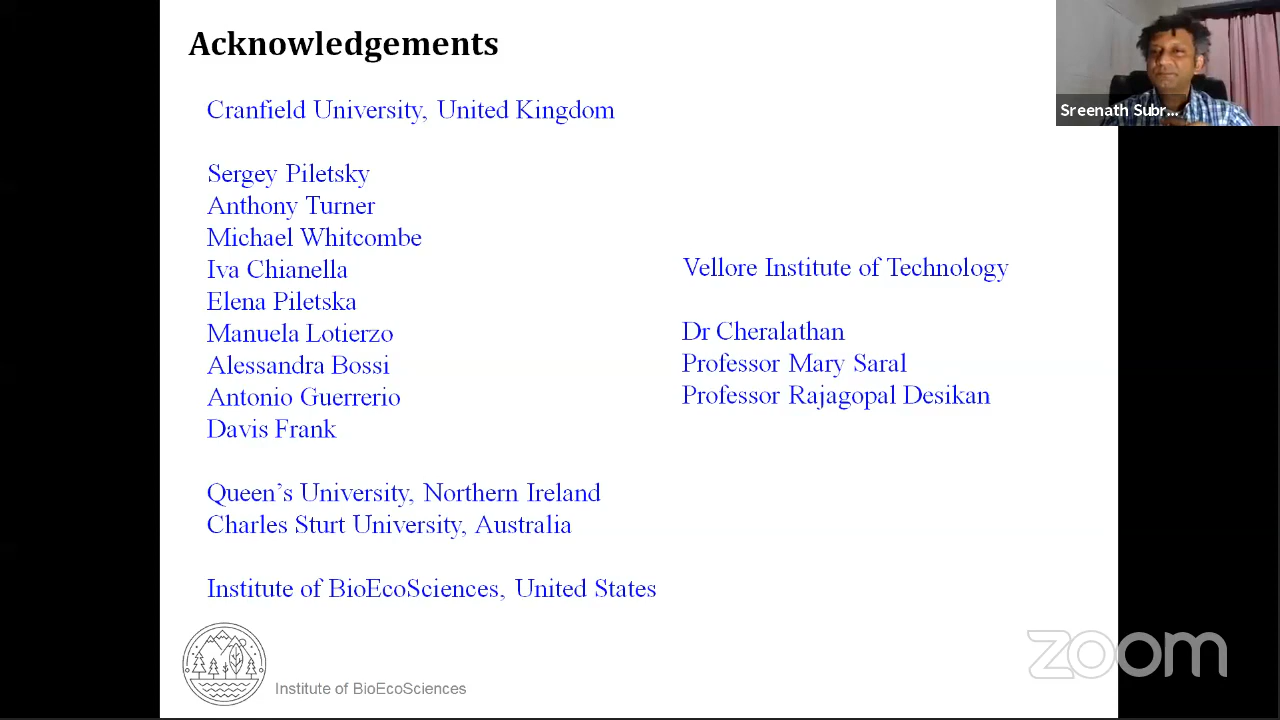 Acknowledgements
Cranfield University, United Kingdom
Sergey Piletsky
Anthony Turner
Michael Whitcombe
Iva Chianella
Elena Piletska
Manuela Lotierzo
Alessandra Bossi
Antonio Guerrerio
Davis Frank
Queen’s University, Northern Ireland
Charles Sturt University, Australia
Institute of BioEcoSciences, United States
Vellore Institute of Technology
Dr Cheralathan
Professor Mary Saral
Professor Rajagopal Desikan
Institute of BioEcoSciences
Sreenath Subr...
zoom